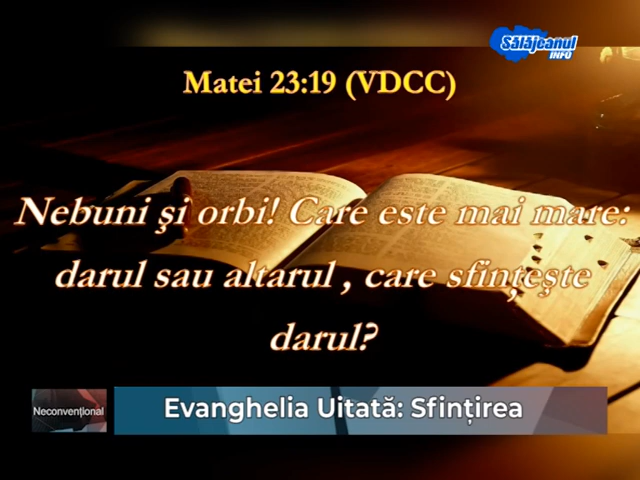 Sălăjeanul
INFO
Matei 23:19 (VDCC)
Nebuni şi orbi! Care este mai mare:
darul sau altarul , care sfinţeşte
darul?
Neconvențional
Evanghelia Uitată: Sfințirea